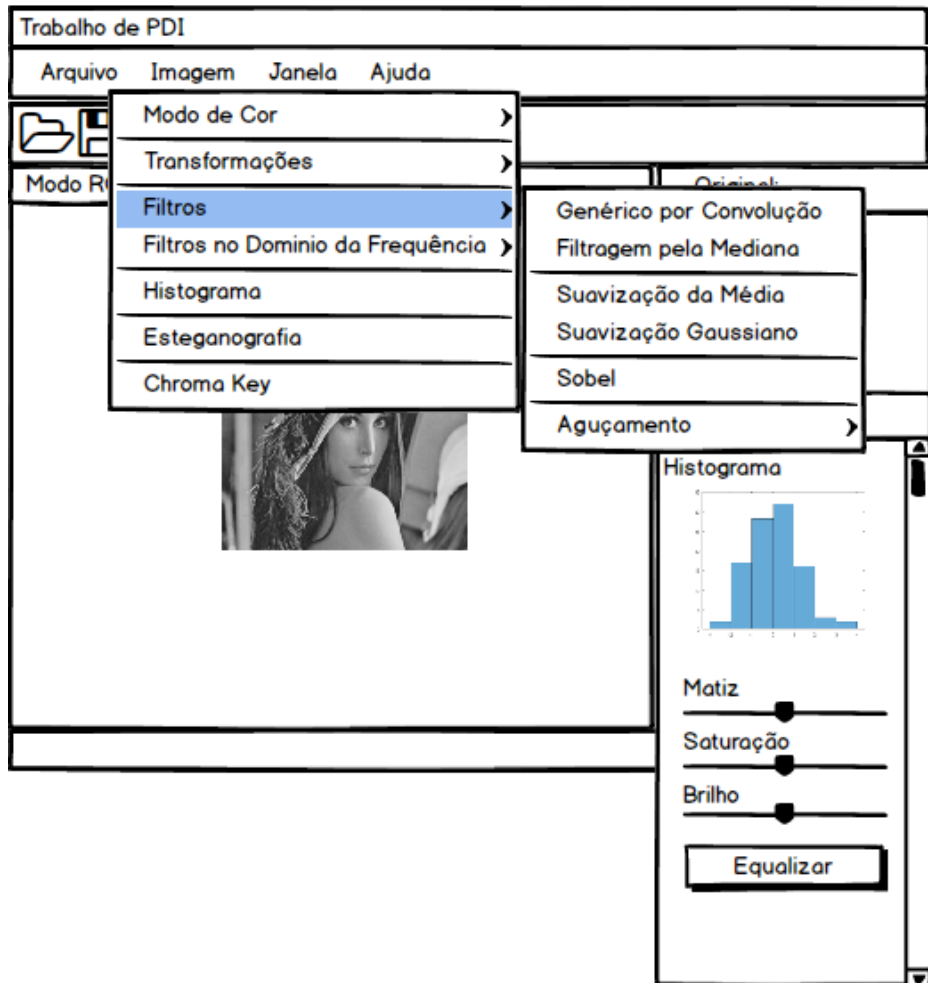 Trabalho de PDI
Arquivo Imagem Janela Ajuda
Modo de Cor
Transformações
Filtros
Filtros no Dominio da Frequência
Histograma
Esteganografia
Chroma Key
Modo
Original:
Genérico por Convolução
Filtragem pela Mediana
Suavização da Média
Suavização Gaussiano
Sobel
Aguçamento
Histograma
Matiz
Saturação
Brilho
Equalizar